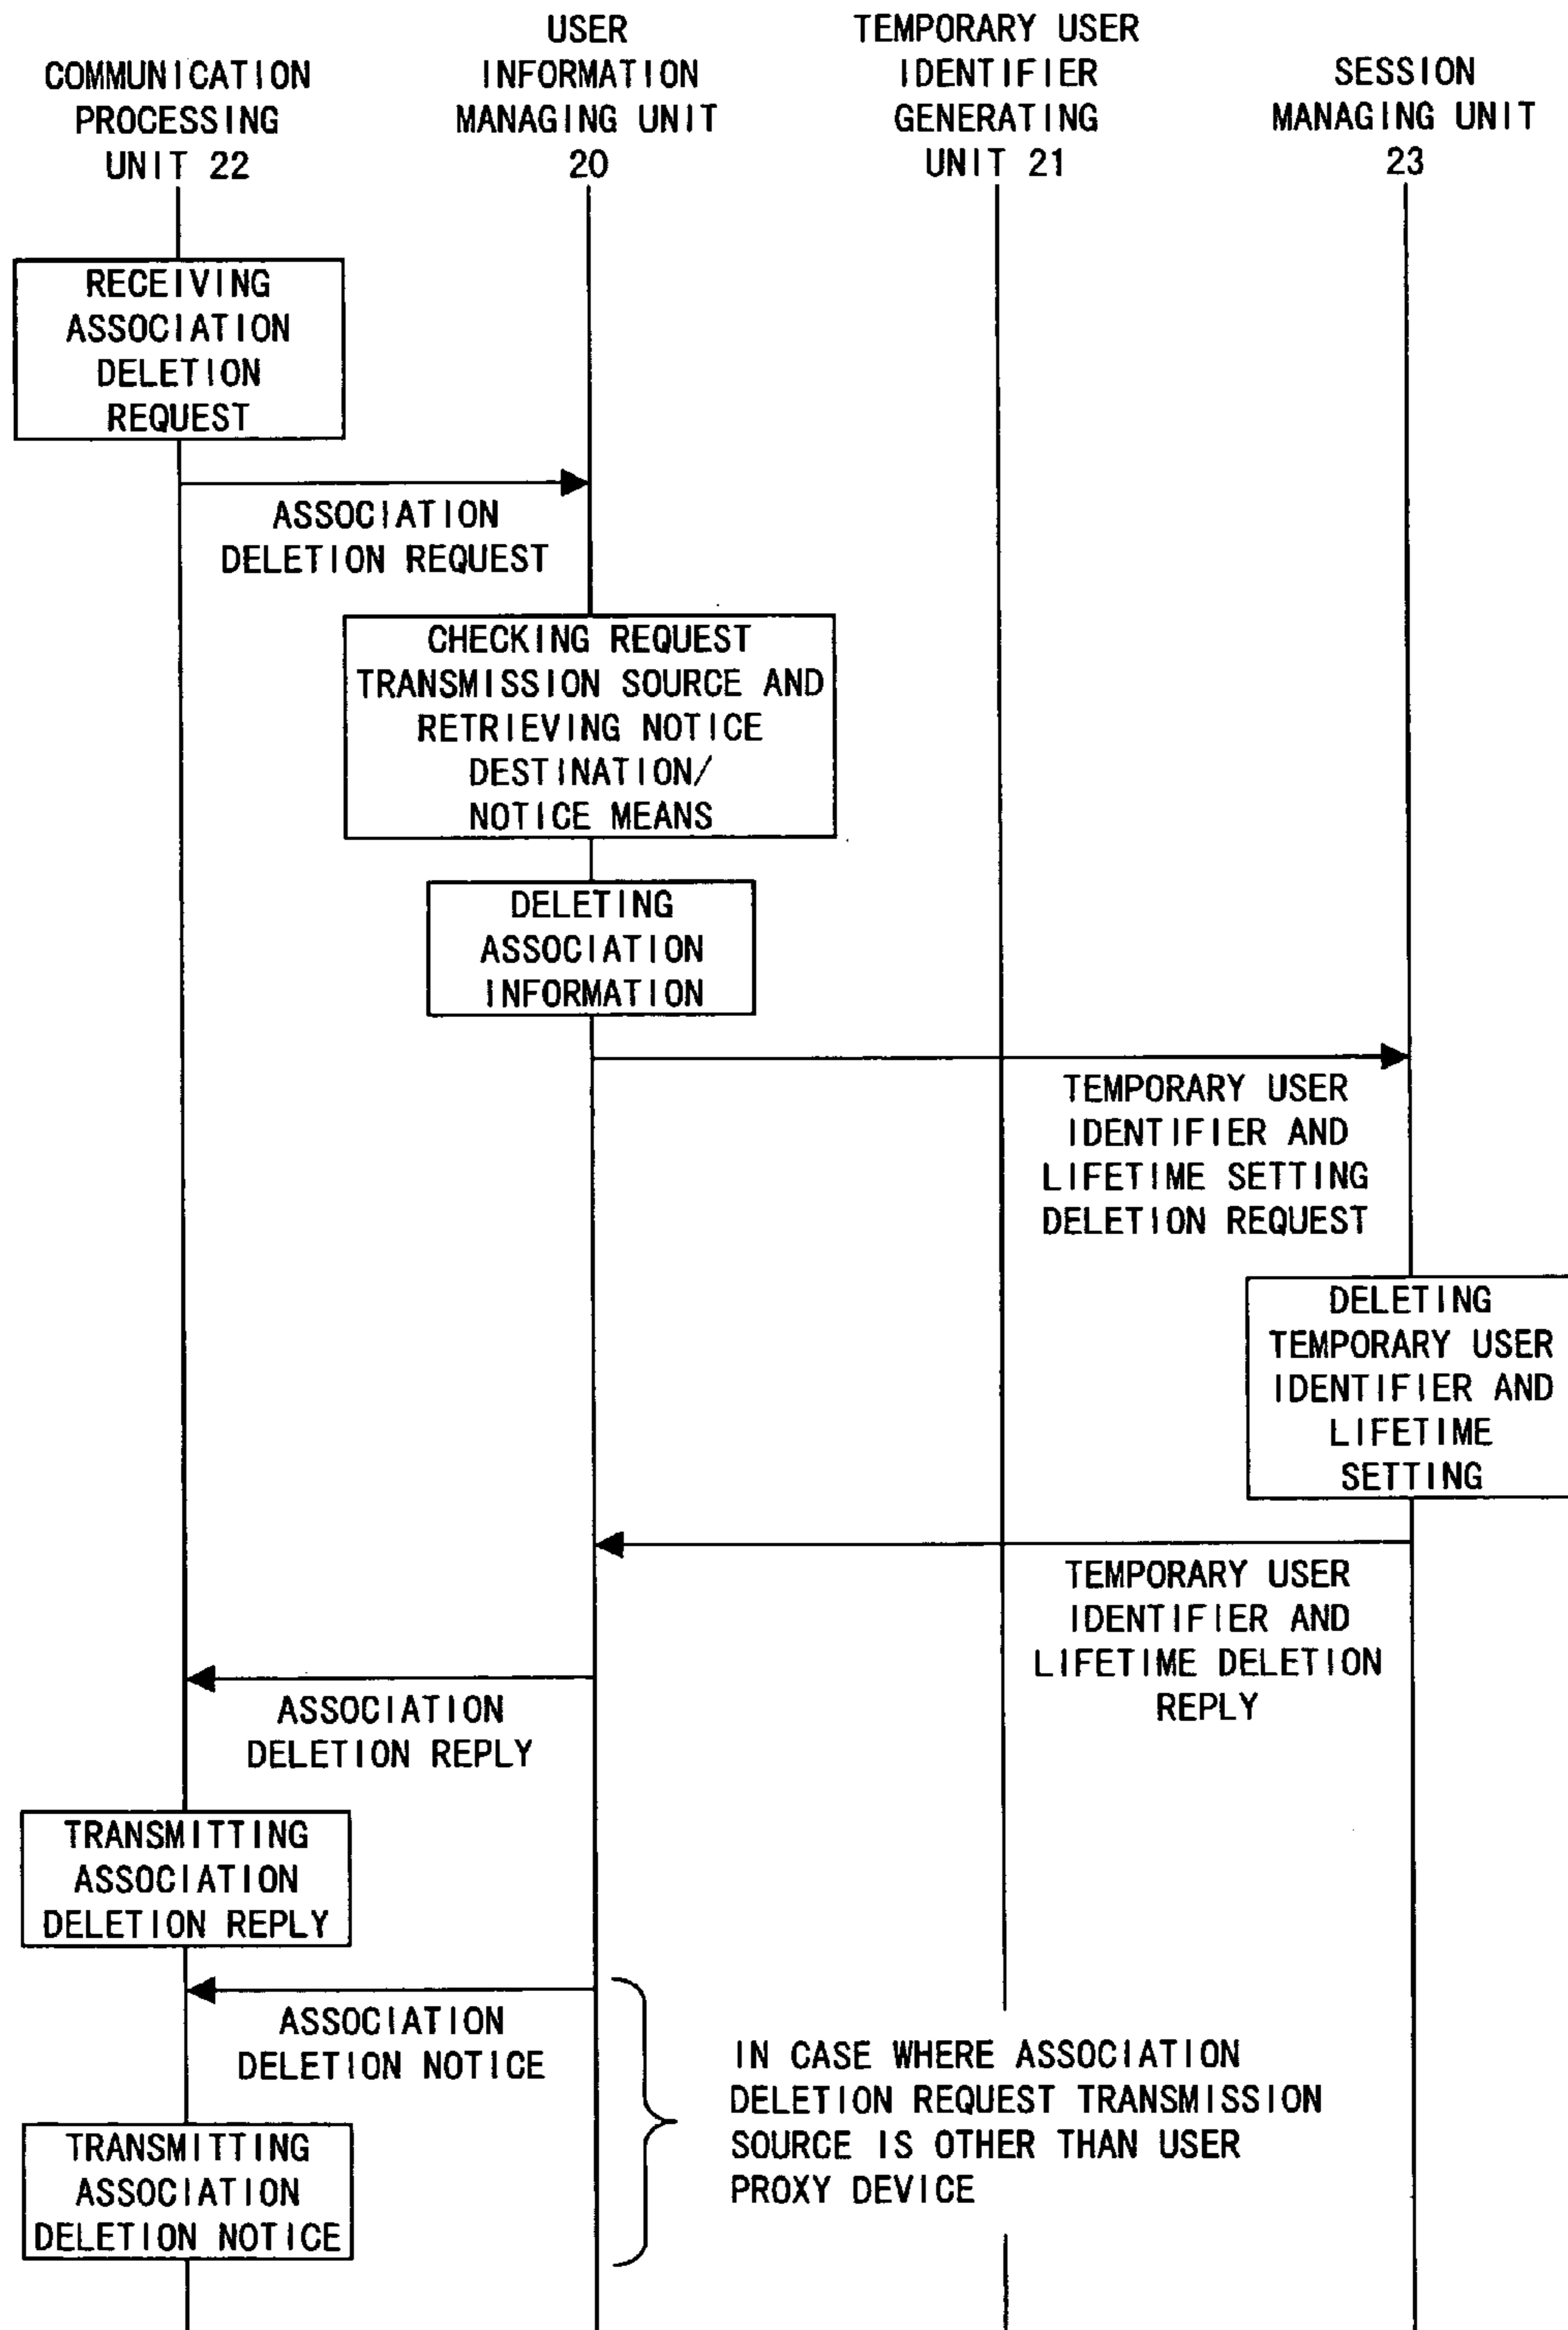 COMMUNICATION
PROCESSING
UNIT 22
USER
INFORMATION
MANAGING UNIT
20
TEMPORARY USER
IDENTIFIER
GENERATING
UNIT 21
SESSION
MANAGING UNIT
23
RECEIVING
ASSOCIATION
DELETION
REQUEST
ASSOCIATION
DELETION REQUEST
CHECKING REQUEST
TRANSMISSION SOURCE AND
RETRIEVING NOTICE
DESTINATION/
NOTICE MEANS
DELETING
ASSOCIATION
INFORMATION
TEMPORARY USER
IDENTIFIER AND
LIFETIME SETTING
DELETION REQUEST
DELETING
TEMPORARY USER
IDENTIFIER AND
LIFETIME
SETTING
TEMPORARY USER
IDENTIFIER AND
LIFETIME DELETION
REPLY
ASSOCIATION
DELETION REPLY
TRANSMITTING
ASSOCIATION
DELETION REPLY
ASSOCIATION
DELETION NOTICE
IN CASE WHERE ASSOCIATION
DELETION REQUEST TRANSMISSION
SOURCE IS OTHER THAN USER
PROXY DEVICE
TRANSMITTING
ASSOCIATION
DELETION NOTICE